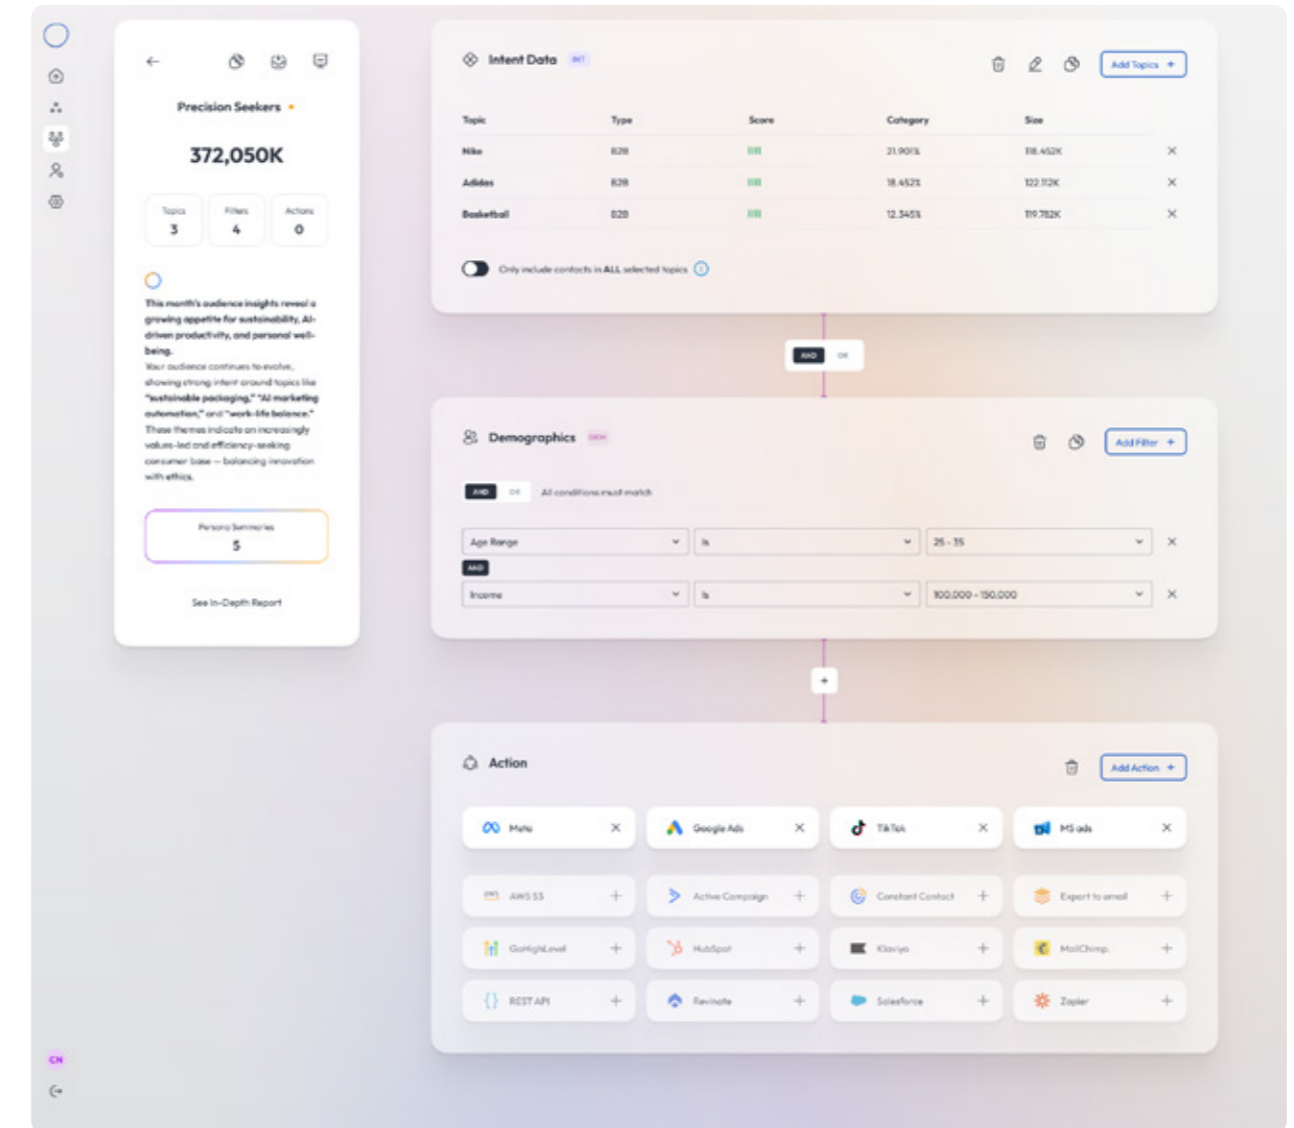 Precision Seekers
372,050K
Topics
3
Filters
4
Actions
0
This month's audience insights reveal a
growing appetite for sustainability, AI-
driven productivity, and personal well-
being.
Your audience continues to evolve,
showing strong intent around topics like
"sustainable packaging," "AI marketing
automation," and "work-life balance."
These themes indicate an increasingly
values-led and efficiency-seeking
consumer base — balancing innovation
with ethics.
Persona Summaries
5
See In-Depth Report
CN
Intent Data INT
Add Topics +
Topic Type Score Category Size
Nike B2B 21.901% 118.452K
Adidas B2B 18.452% 122.112K
Basketball B2B 12.345% 119.782K
Only include contacts in ALL selected topics
AND OR
Demographics DEM
Add Filter +
AND OR All conditions must match
Age Range Is 25 - 35
AND
Income Is 100,000 - 150,000
+
Action
Add Action +
Meta
Google Ads
TikTok
MS ads
AWS S3
Active Campaign
Constant Contact
Export to email
GoHighLevel
HubSpot
Klaviyo
MailChimp.
REST API
Revinate
Salesforce
Zapier